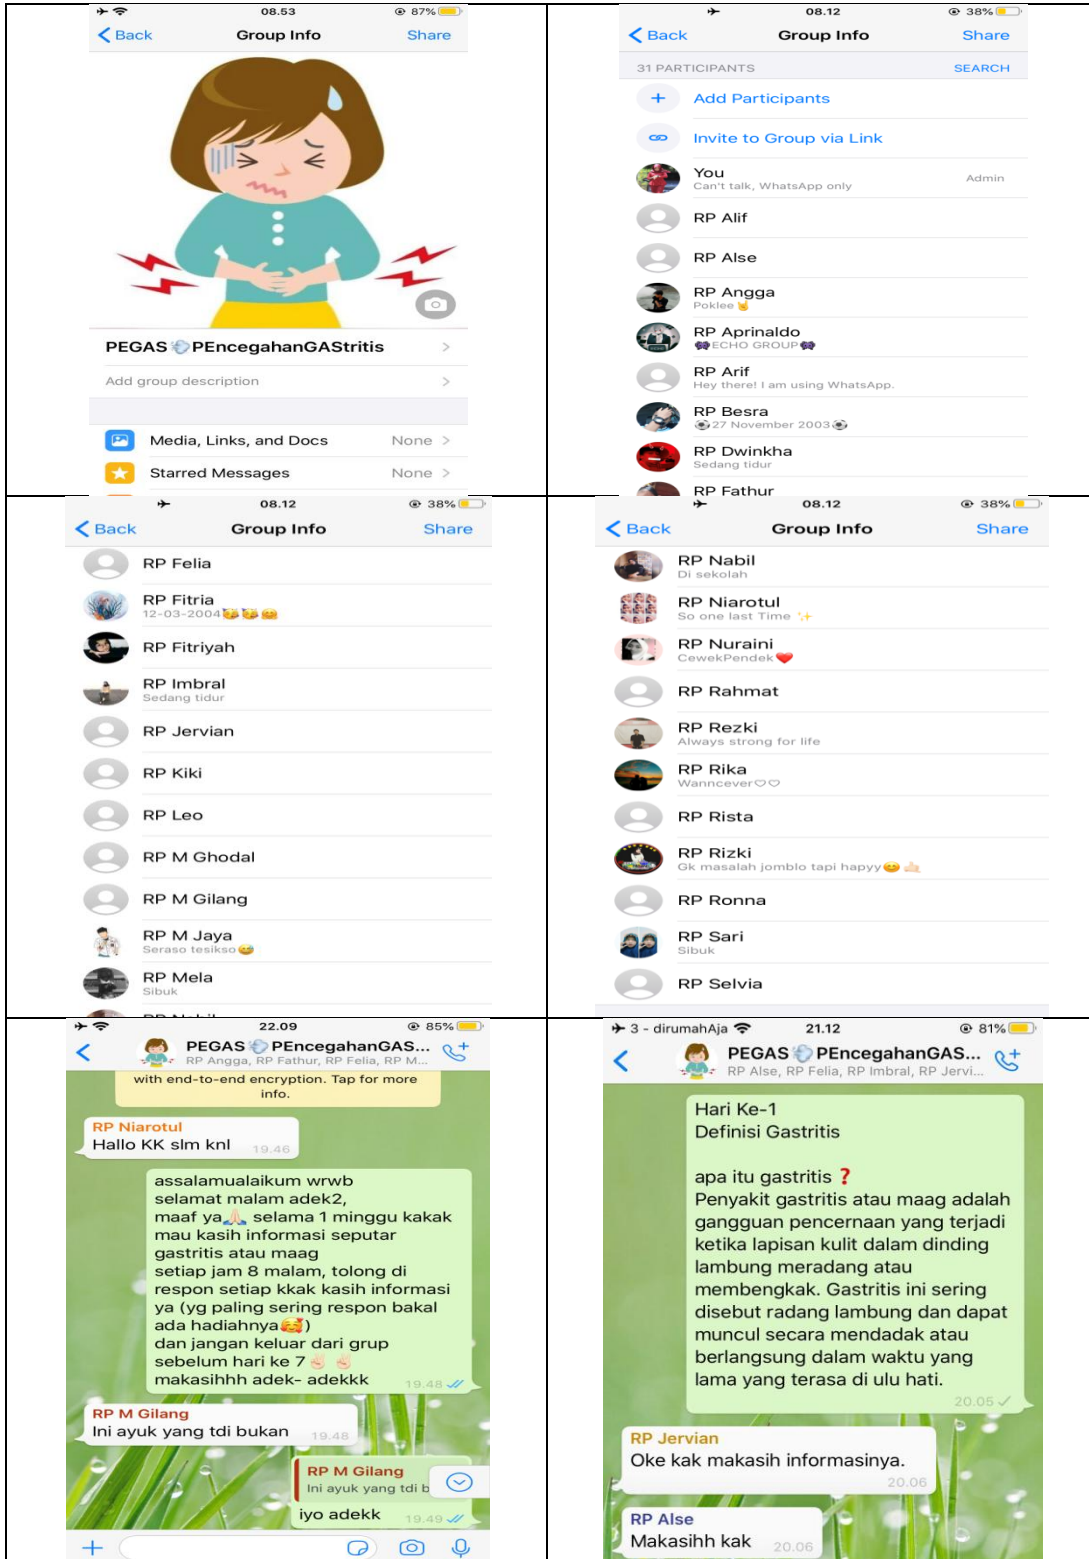 08.53
87%
Back
Group Info
Share
PEGAS💨PEncegahanGAStritis
Add group description
Media, Links, and Docs
None
Starred Messages
None
08.12
38%
Back
Group Info
Share
31 PARTICIPANTS
SEARCH
Add Participants
Invite to Group via Link
You
Can't talk, WhatsApp only
Admin
RP Alif
RP Alse
RP Angga
Poklee🤘
RP Aprinaldo
ECHO GROUP
RP Arif
Hey there! I am using WhatsApp.
RP Besra
⚽27 November 2003⚽
RP Dwinkha
Sedang tidur
RP Fathur
08.12
38%
Back
Group Info
Share
RP Felia
RP Fitria
12-03-2004🥳🥳🤗
RP Fitriyah
RP Imbral
Sedang tidur
RP Jervian
RP Kiki
RP Leo
RP M Ghodal
RP M Gilang
RP M Jaya
Seraso tesikso😅
RP Mela
Sibuk
08.12
38%
Back
Group Info
Share
RP Nabil
Di sekolah
RP Niarotul
So one last Time ✨
RP Nuraini
CewekPendek❤️
RP Rahmat
RP Rezki
Always strong for life
RP Rika
Wanncever♡♡
RP Rista
RP Rizki
Gk masalah jomblo tapi hapyy😊🤙🏻
RP Ronna
RP Sari
Sibuk
RP Selvia
22.09
85%
PEGAS💨PEncegahanGAS...
RP Angga, RP Fathur, RP Felia, RP M...
with end-to-end encryption. Tap for more
info.
RP Niarotul
Hallo KK slm knl 19.46
assalamualaikum wrwb
selamat malam adek2,
maaf ya🙏🏻 selama 1 minggu kakak
mau kasih informasi seputar
gastritis atau maag
setiap jam 8 malam, tolong di
respon setiap kkak kasih informasi
ya (yg paling sering respon bakal
ada hadiahnya🥰)
dan jangan keluar dari grup
sebelum hari ke 7✌🏻✌🏻
makasihhh adek- adekkk 19.48
RP M Gilang
Ini ayuk yang tdi bukan 19.48
RP M Gilang
Ini ayuk yang tdi b
iyo adekk 19.49
3 - dirumahAja
21.12
81%
PEGAS💨PEncegahanGAS...
RP Alse, RP Felia, RP Imbral, RP Jervi...
Hari Ke-1
Definisi Gastritis
apa itu gastritis ❓
Penyakit gastritis atau maag adalah
gangguan pencernaan yang terjadi
ketika lapisan kulit dalam dinding
lambung meradang atau
membengkak. Gastritis ini sering
disebut radang lambung dan dapat
muncul secara mendadak atau
berlangsung dalam waktu yang
lama yang terasa di ulu hati.
20.05
RP Jervian
Oke kak makasih informasinya.
20.06
RP Alse
Makasihh kak 20.06